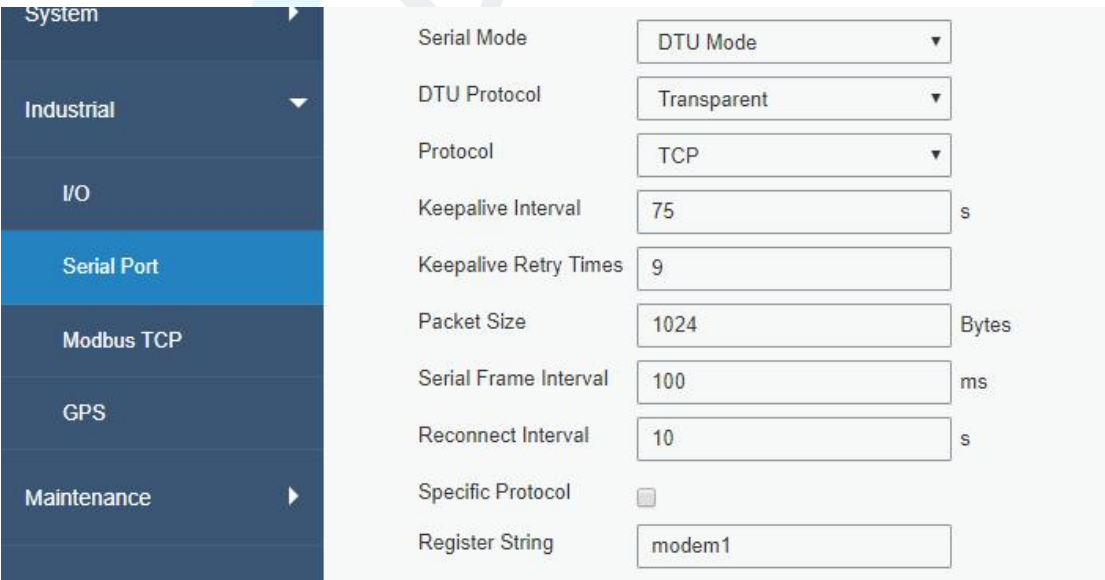 System
Industrial
I/O
Serial Port
Modbus TCP
GPS
Maintenance
Serial Mode DTU Mode
DTU Protocol Transparent
Protocol TCP
Keepalive Interval 75 s
Keepalive Retry Times 9
Packet Size 1024 Bytes
Serial Frame Interval 100 ms
Reconnect Interval 10 s
Specific Protocol
Register String modem1